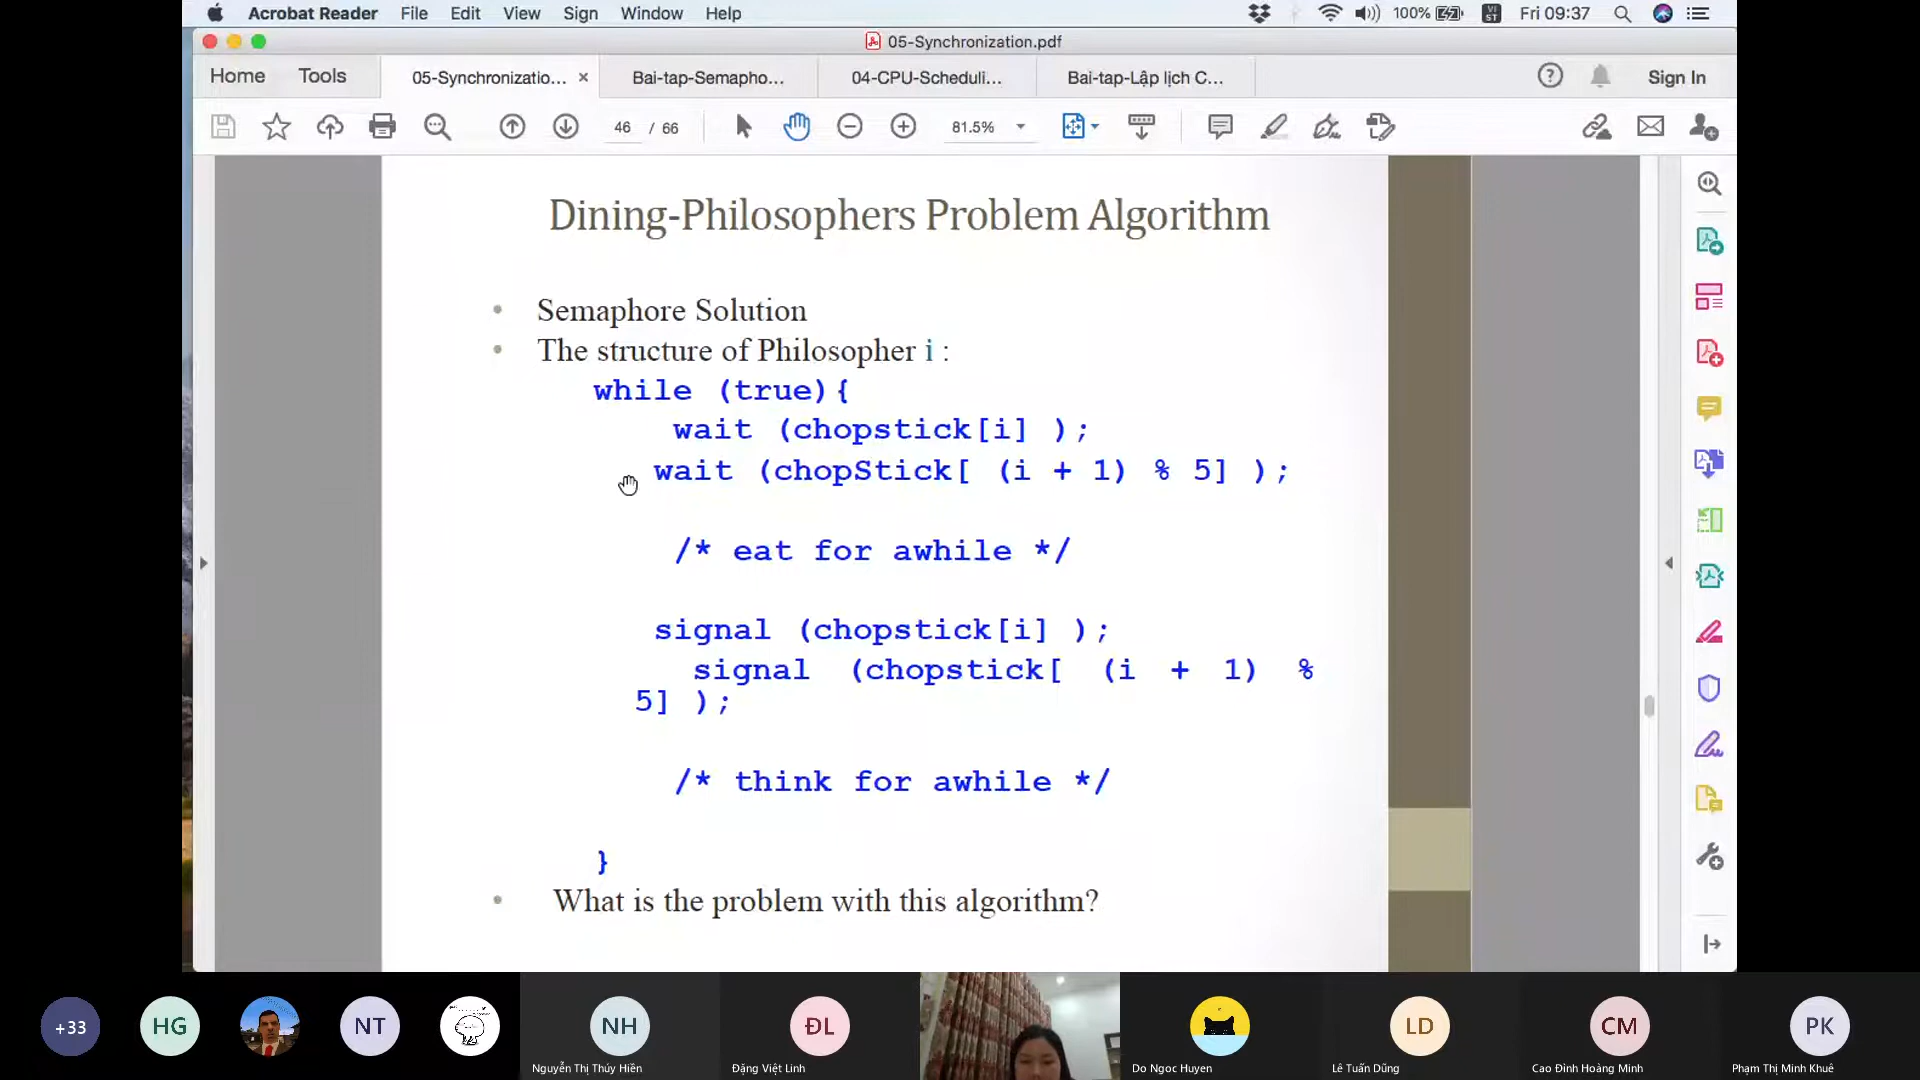 Acrobat Reader File Edit View Sign Window Help 100% VI ST Fri 09:37
05-Synchronization.pdf
Home Tools 05-Synchronizatio... × Bai-tap-Semapho... 04-CPU-Scheduli... Bai-tap-Lập lịch C... Sign In
46 / 66 81.5%
Dining-Philosophers Problem Algorithm
• Semaphore Solution
• The structure of Philosopher i :
while (true){
wait (chopstick[i] );
wait (chopStick[ (i + 1) % 5] );
/* eat for awhile */
signal (chopstick[i] );
signal (chopstick[ (i + 1) %
5] );
/* think for awhile */
}
• What is the problem with this algorithm?
+33 HG NT NH ĐL LD CM PK
Nguyễn Thị Thúy Hiền Đặng Việt Linh Do Ngoc Huyen Lê Tuấn Dũng Cao Đình Hoàng Minh Phạm Thị Minh Khuê